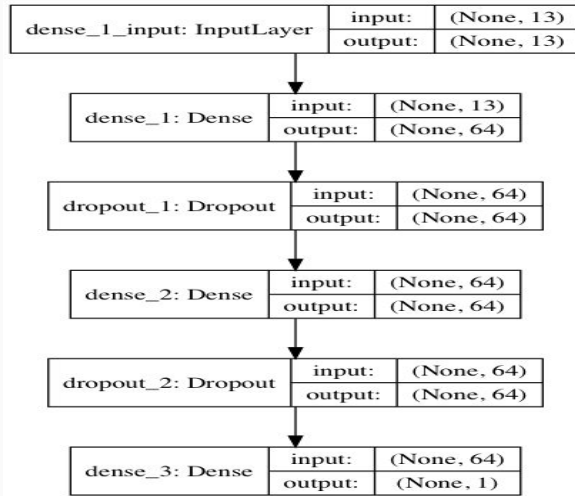 dense_1_input: InputLayer
input: (None, 13)
output: (None, 13)
dense_1: Dense
input: (None, 13)
output: (None, 64)
dropout_1: Dropout
input: (None, 64)
output: (None, 64)
dense_2: Dense
input: (None, 64)
output: (None, 64)
dropout_2: Dropout
input: (None, 64)
output: (None, 64)
dense_3: Dense
input: (None, 64)
output: (None, 1)